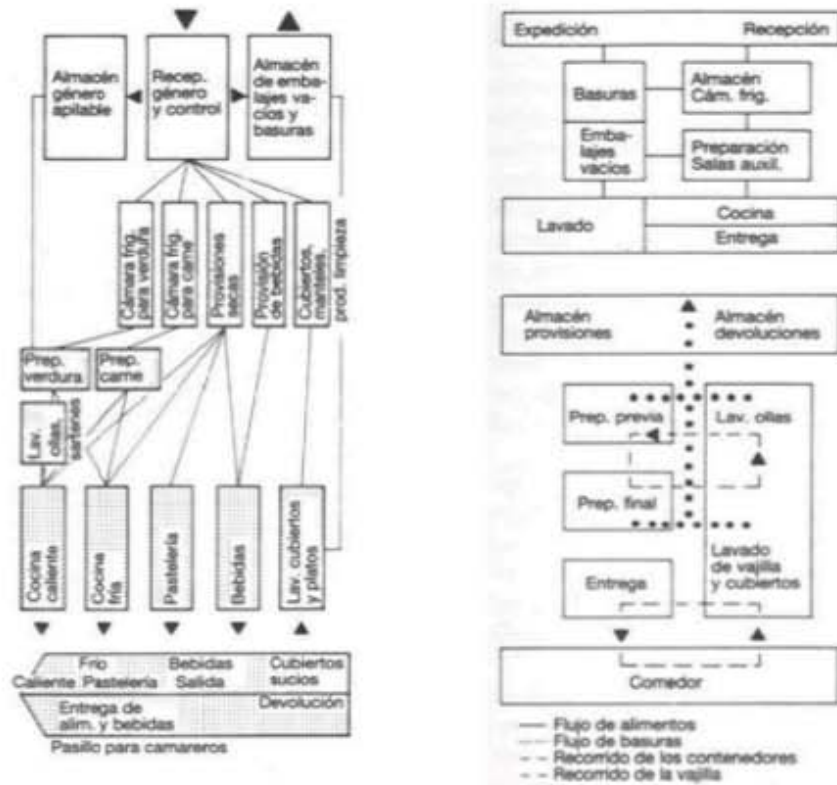 Almacén
género
apilable
Recep.
género
y control
Almacén
de emba-
lajes va-
cíos y
basuras
Cámara frig.
para verdura
Cámara frig.
para carne
Provisiones
secas
Provisión
de bebidas
Cubiertos,
manteles,
prod. limpieza
Prep.
verdura
Prep.
carne
Lav.
ollas,
sartenes
Cocina
caliente
Cocina
fría
Pastelería
Bebidas
Lav. cubiertos
y platos
Frío Bebidas Cubiertos
Caliente Pastelería Salida sucios
Entrega de Devolución
alim. y bebidas
Pasillo para camareros
Expedición Recepción
Basuras
Almacén
Cám. frig.
Emba-
lajes
vacíos
Preparación
Salas auxil.
Lavado
Cocina
Entrega
Almacén
provisiones
Almacén
devoluciones
Prep. previa
Lav. ollas
Prep. final
Lavado
de vajilla
y cubiertos
Entrega
Comedor
Flujo de alimentos
Flujo de basuras
Recorrido de los contenedores
Recorrido de la vajilla